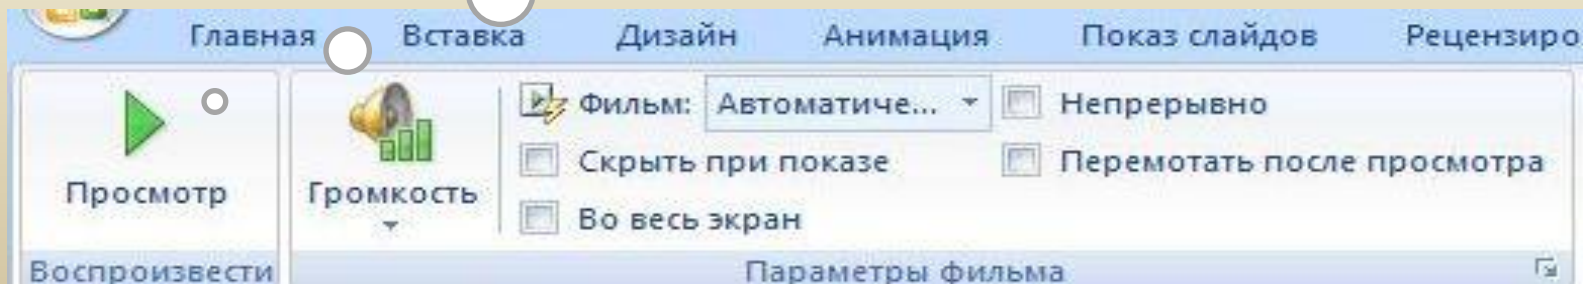 Главная Вставка Дизайн Анимация Показ слайдов Рецензиро
Фильм: Автоматиче... Непрерывно
Скрыть при показе Перемотать после просмотра
Просмотр Громкость
Во весь экран
Воспроизвести Параметры фильма